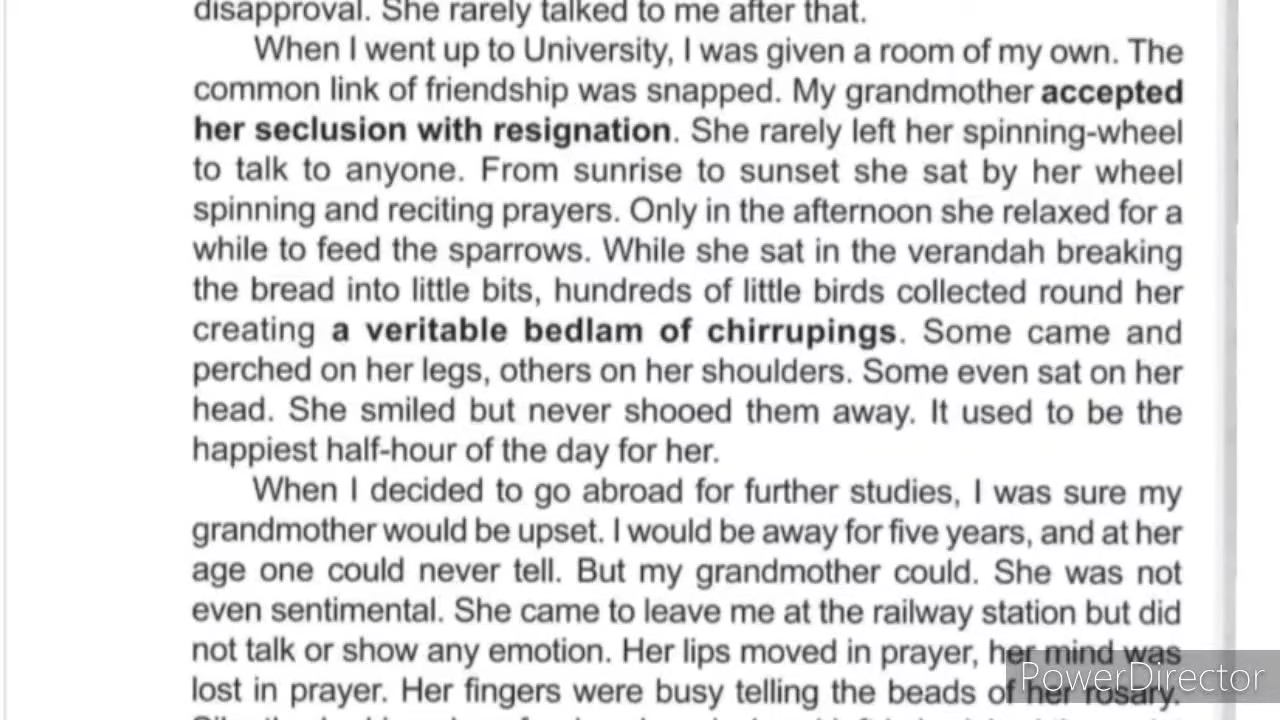 disapproval. She rarely talked to me after that.
When I went up to University, I was given a room of my own. The
common link of friendship was snapped. My grandmother accepted
her seclusion with resignation. She rarely left her spinning-wheel
to talk to anyone. From sunrise to sunset she sat by her wheel
spinning and reciting prayers. Only in the afternoon she relaxed for a
while to feed the sparrows. While she sat in the verandah breaking
the bread into little bits, hundreds of little birds collected round her
creating a veritable bedlam of chirrupings. Some came and
perched on her legs, others on her shoulders. Some even sat on her
head. She smiled but never shooed them away. It used to be the
happiest half-hour of the day for her.
When I decided to go abroad for further studies, I was sure my
grandmother would be upset. I would be away for five years, and at her
age one could never tell. But my grandmother could. She was not
even sentimental. She came to leave me at the railway station but did
not talk or show any emotion. Her lips moved in prayer, her mind was
lost in prayer. Her fingers were busy telling the beads of her rosary.
PowerDirector